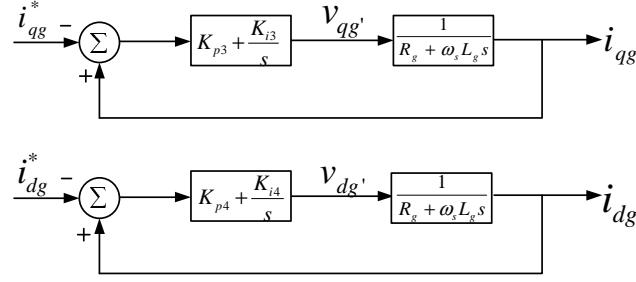 i*qg − Σ + Kp3 + Ki3/s vqg' 1/(Rg + ωsLgs) iqg
i*dg − Σ + Kp4 + Ki4/s vdg' 1/(Rg + ωsLgs) idg